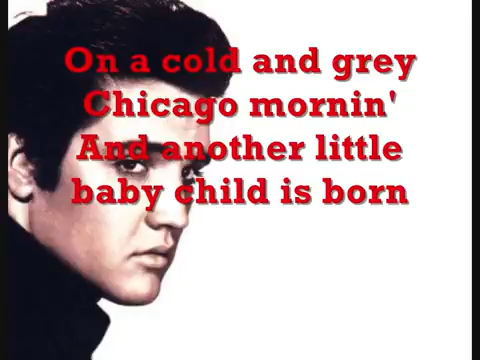 On a cold and grey
Chicago mornin'
And another little
baby child is born